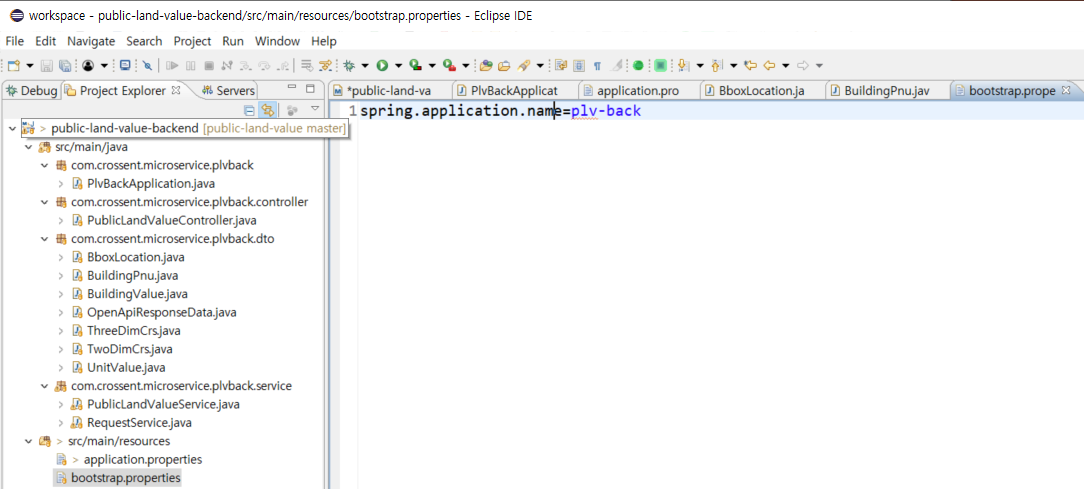 workspace - public-land-value-backend/src/main/resources/bootstrap.properties - Eclipse IDE
File Edit Navigate Search Project Run Window Help
Debug Project Explorer Servers
*public-land-va PlvBackApplicat application.pro BboxLocation.ja BuildingPnu.jav bootstrap.prope
1 spring.application.name=plv-back
> public-land-value-backend [public-land-value master]
src/main/java
com.crossent.microservice.plvback
PlvBackApplication.java
com.crossent.microservice.plvback.controller
PublicLandValueController.java
com.crossent.microservice.plvback.dto
BboxLocation.java
BuildingPnu.java
BuildingValue.java
OpenApiResponseData.java
ThreeDimCrs.java
TwoDimCrs.java
UnitValue.java
com.crossent.microservice.plvback.service
PublicLandValueService.java
RequestService.java
> src/main/resources
> application.properties
bootstrap.properties